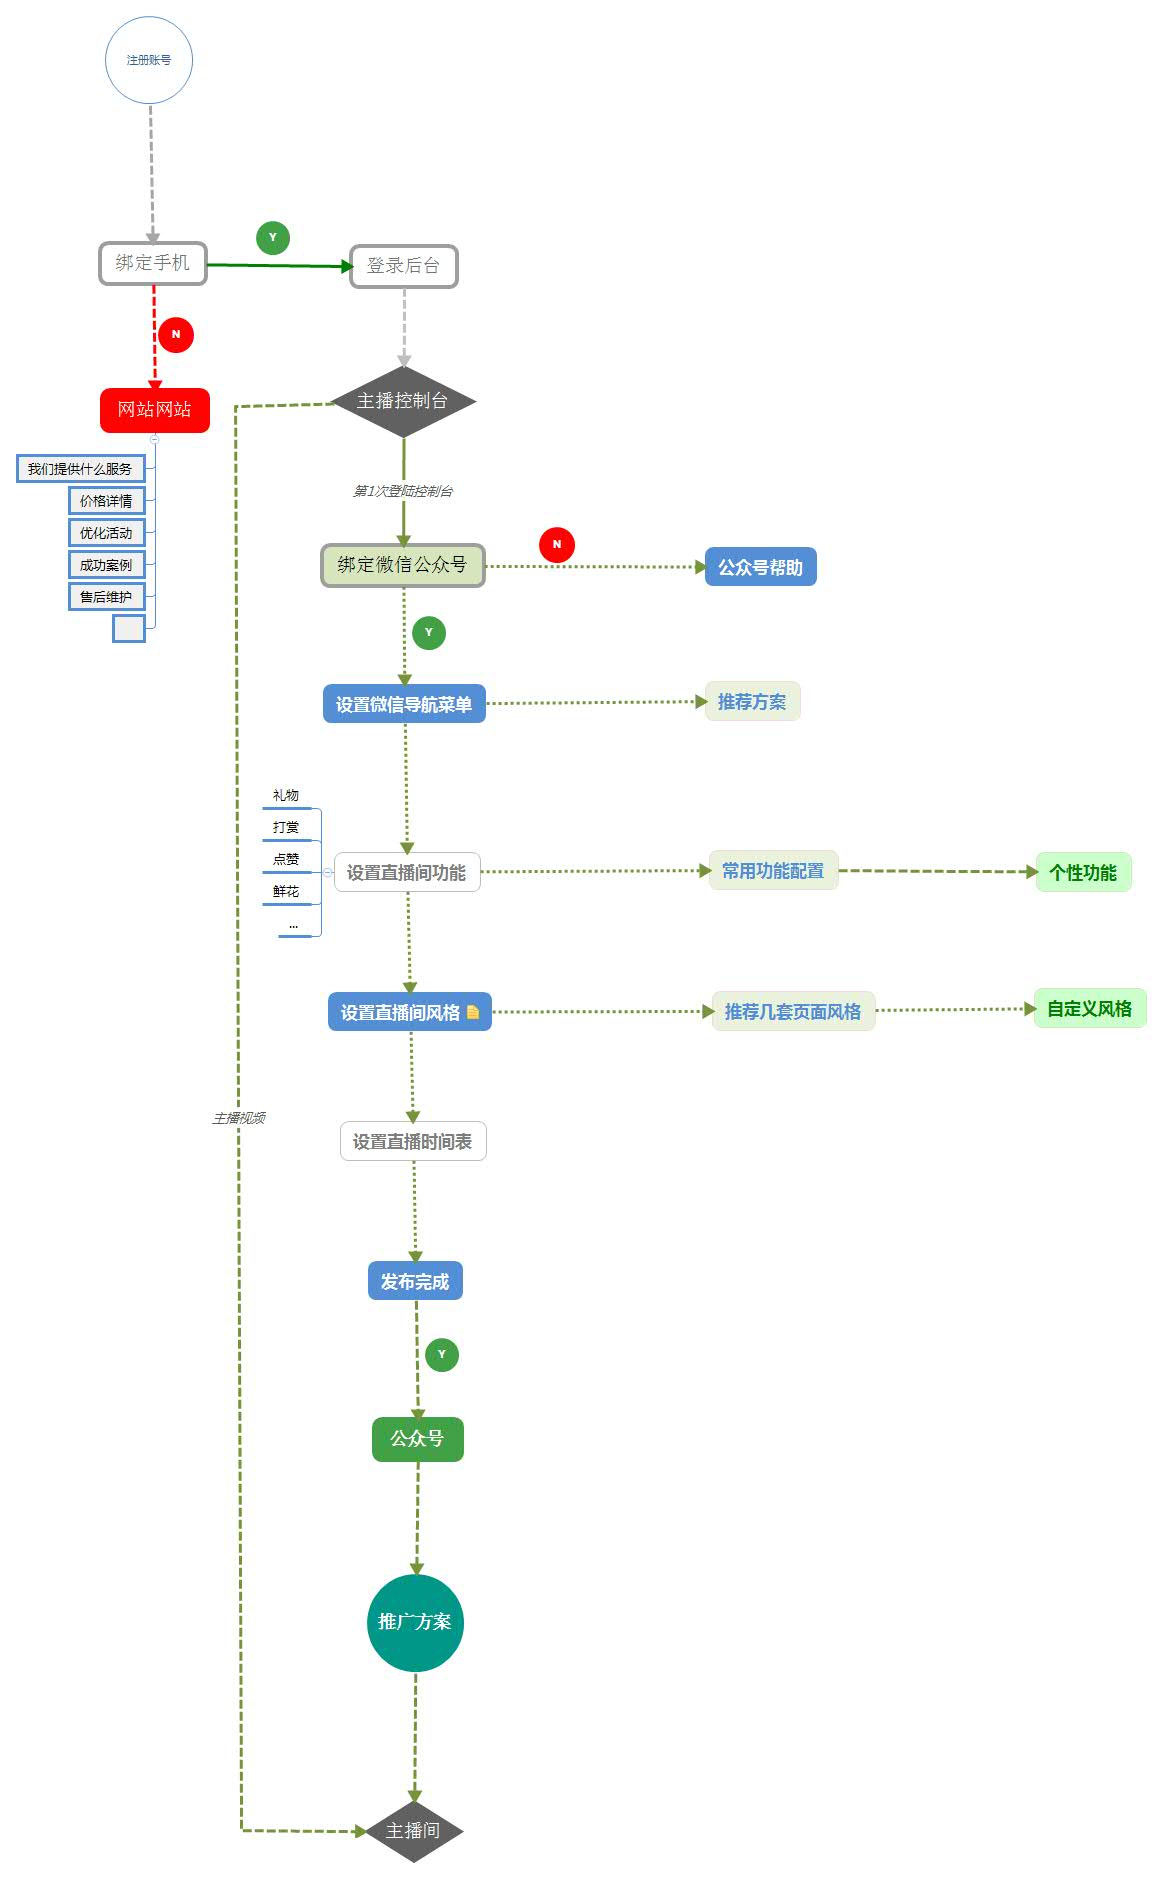 注册账号
绑定手机
Y
登录后台
N
网站网站
主播控制台
我们提供什么服务
价格详情
优化活动
成功案例
售后维护
第1次登陆控制台
绑定微信公众号
N
公众号帮助
Y
设置微信导航菜单
推荐方案
礼物
打赏
点赞
鲜花
...
设置直播间功能
常用功能配置
个性功能
设置直播间风格
推荐几套页面风格
自定义风格
主播视频
设置直播时间表
发布完成
Y
公众号
推广方案
主播间